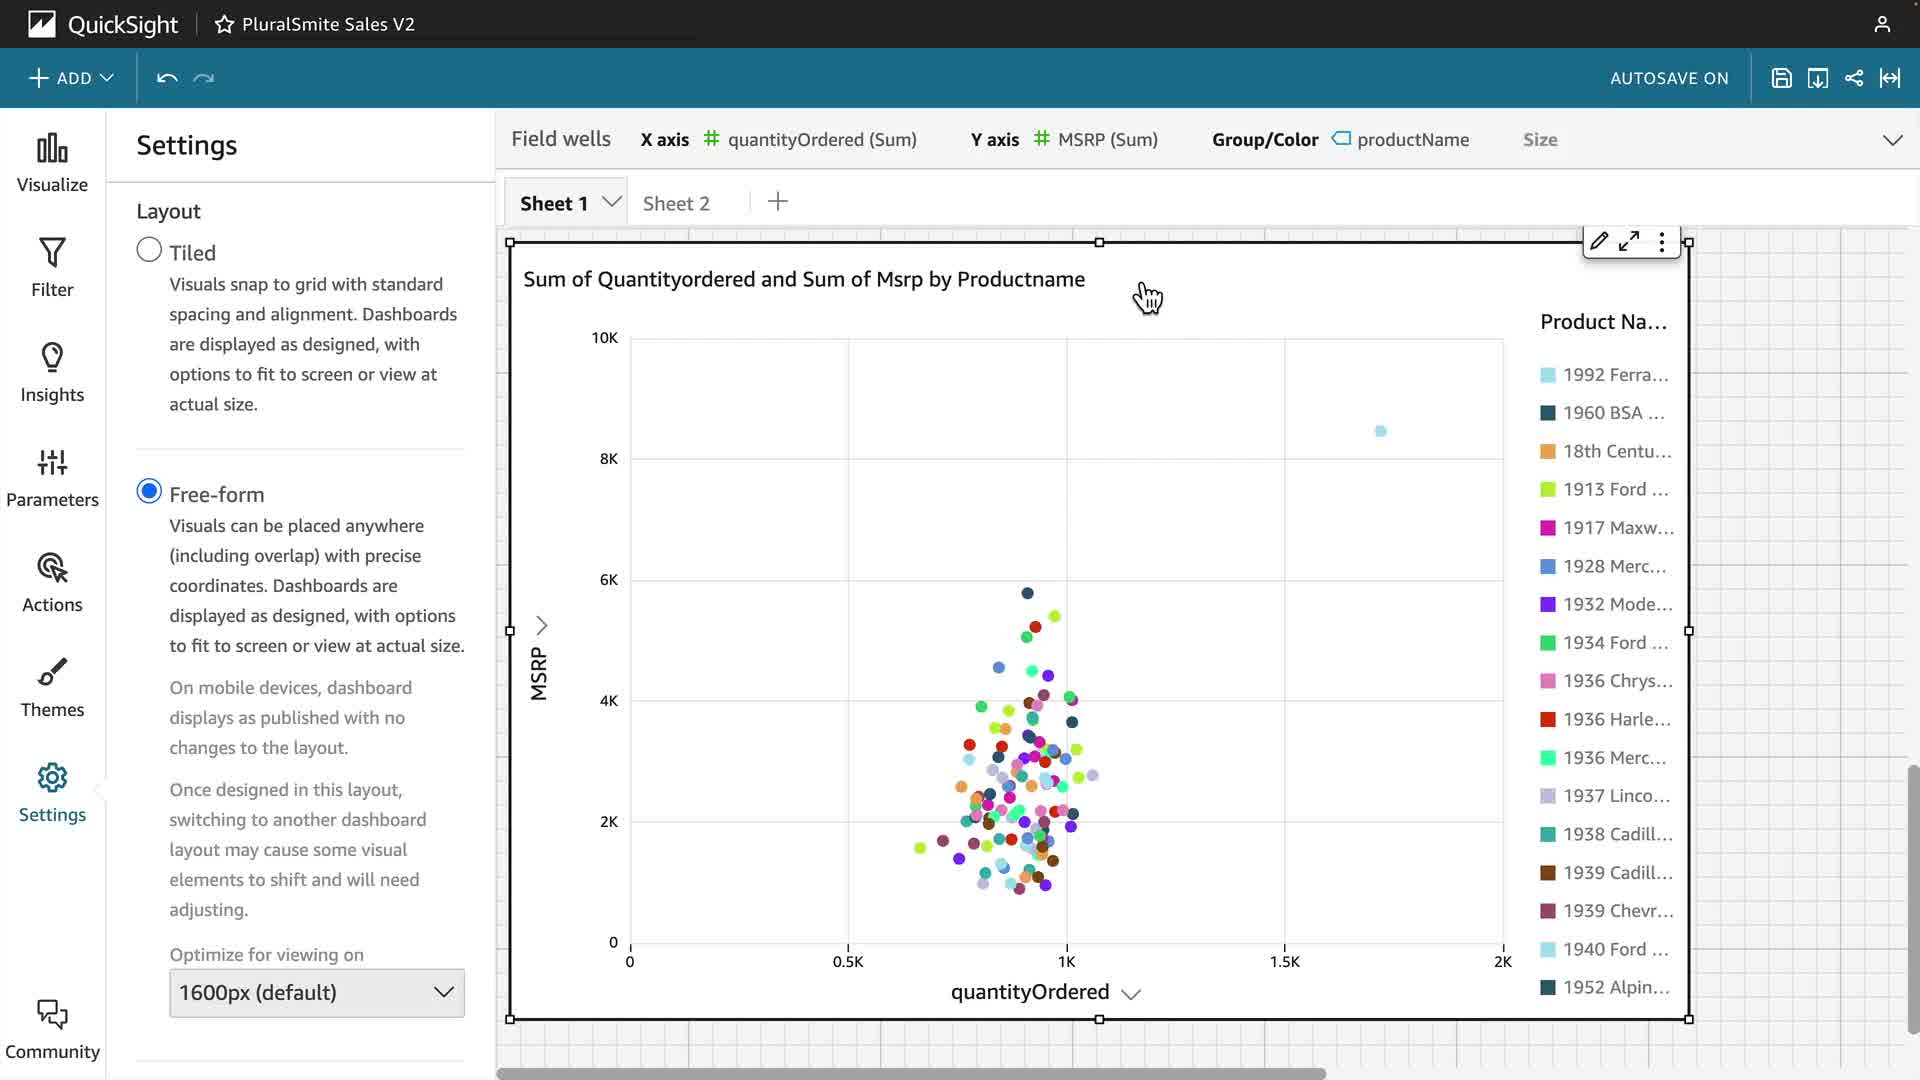 QuickSight
PluralSmite Sales V2
ADD
AUTOSAVE ON
Visualize
Filter
Insights
Parameters
Actions
Themes
Settings
Community
Settings
Layout
Tiled
Visuals snap to grid with standard
spacing and alignment. Dashboards
are displayed as designed, with
options to fit to screen or view at
actual size.
Free-form
Visuals can be placed anywhere
(including overlap) with precise
coordinates. Dashboards are
displayed as designed, with options
to fit to screen or view at actual size.
On mobile devices, dashboard
displays as published with no
changes to the layout.
Once designed in this layout,
switching to another dashboard
layout may cause some visual
elements to shift and will need
adjusting.
Optimize for viewing on
1600px (default)
Field wells X axis # quantityOrdered (Sum) Y axis # MSRP (Sum) Group/Color productName Size
Sheet 1 Sheet 2
Sum of Quantityordered and Sum of Msrp by Productname
10K
8K
6K
4K
2K
0
MSRP
0 0.5K 1K 1.5K 2K
quantityOrdered
Product Na...
1992 Ferra...
1960 BSA ...
18th Centu...
1913 Ford ...
1917 Maxw...
1928 Merc...
1932 Mode...
1934 Ford ...
1936 Chrys...
1936 Harle...
1936 Merc...
1937 Linco...
1938 Cadill...
1939 Cadill...
1939 Chevr...
1940 Ford ...
1952 Alpin...